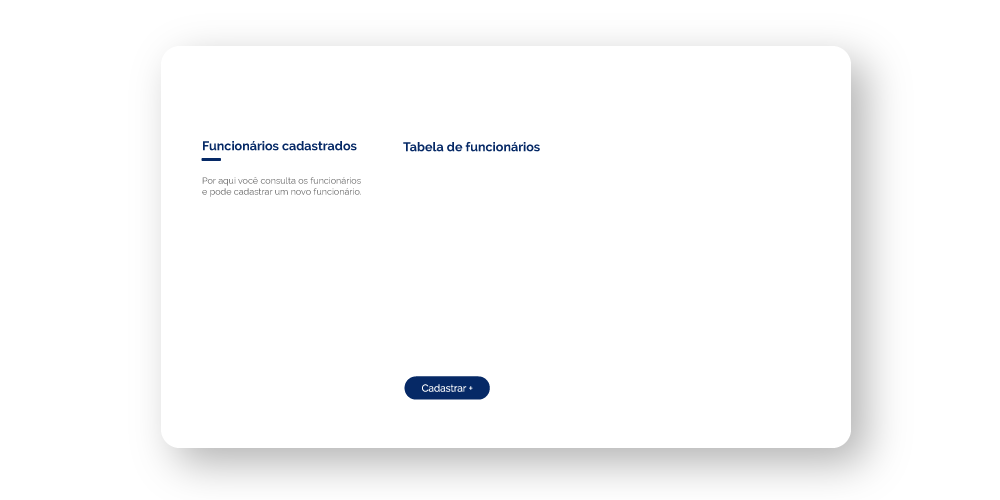 Funcionários cadastrados
Por aqui você consulta os funcionários
e pode cadastrar um novo funcionário.
Tabela de funcionários
Cadastrar +